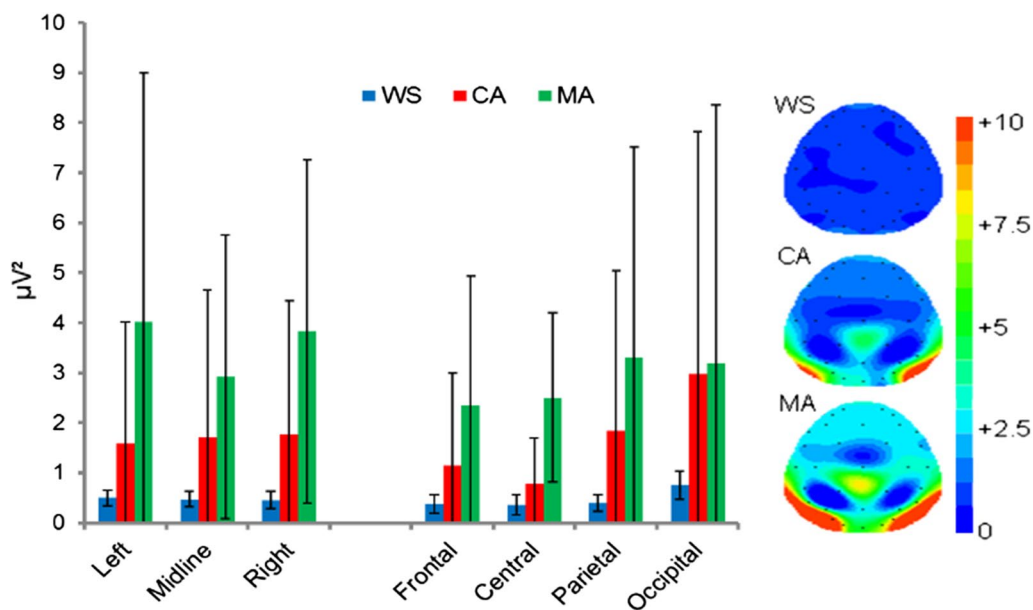 10
9
8
7
6
5
4
3
2
1
0
µV²
WS CA MA
Left
Midline
Right
Frontal
Central
Parietal
Occipital
WS
CA
MA
+10
+7.5
+5
+2.5
0